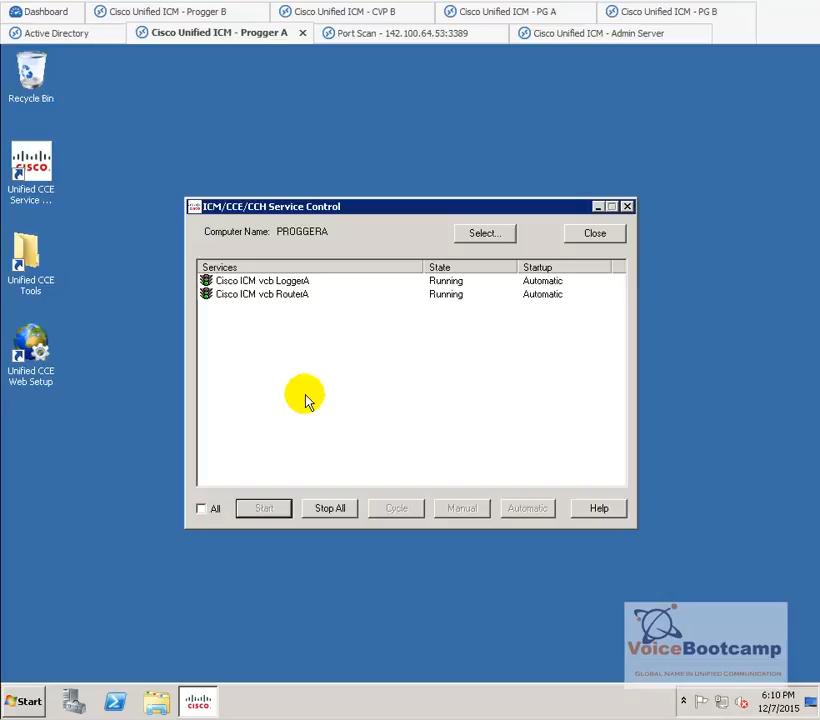 Dashboard
Cisco Unified ICM - Progger B
Cisco Unified ICM - CVP B
Cisco Unified ICM - PG A
Cisco Unified ICM - PG B
Active Directory
Cisco Unified ICM - Progger A
Port Scan - 142.100.64.53:3389
Cisco Unified ICM - Admin Server
Recycle Bin
CISCO
Unified CCE
Service ...
Unified CCE
Tools
Unified CCE
Web Setup
ICM/CCE/CCH Service Control
Computer Name: PROGGERA
Select...
Close
Services State Startup
Cisco ICM vcb LoggerA Running Automatic
Cisco ICM vcb RouterA Running Automatic
All
Start
Stop All
Cycle
Manual
Automatic
Help
VoiceBootcamp
GLOBAL NAME IN UNIFIED COMMUNICATION
Start
CISCO
6:10 PM
12/7/2015